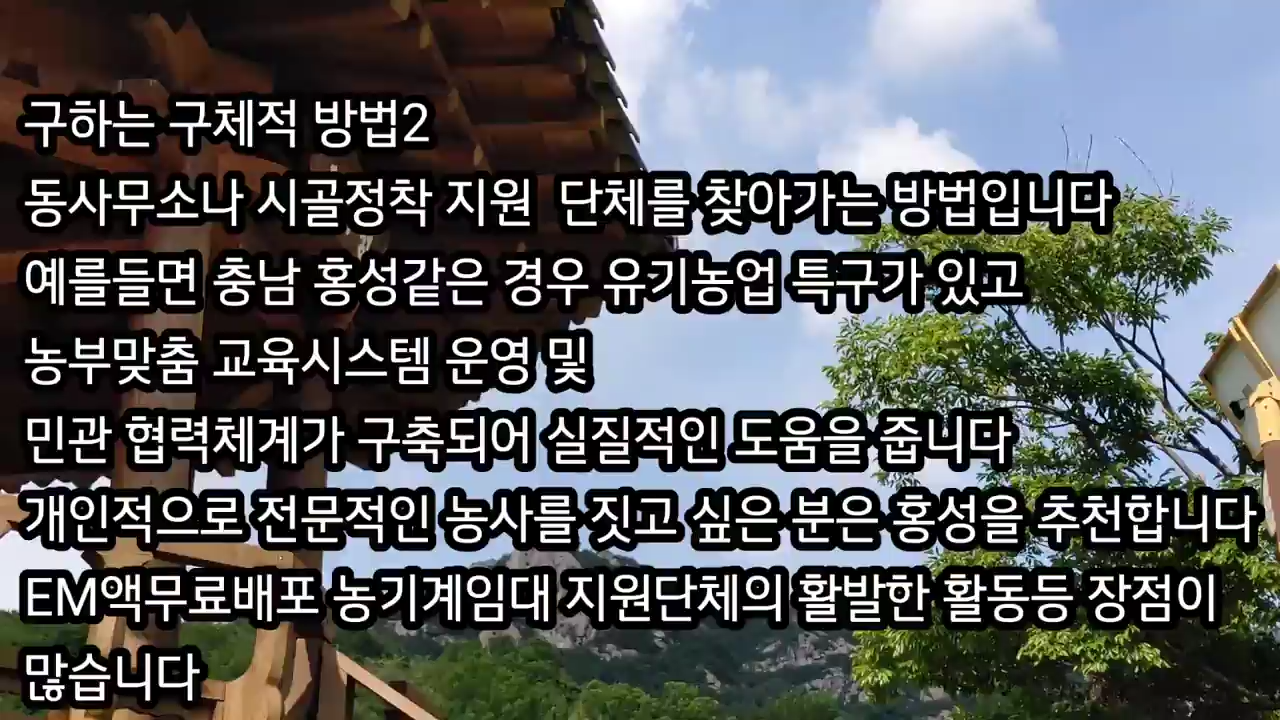 구하는 구체적 방법2
동사무소나 시골정착 지원  단체를 찾아가는 방법입니다
예를들면 충남 홍성같은 경우 유기농업 특구가 있고
농부맞춤 교육시스템 운영 및
민관 협력체계가 구축되어 실질적인 도움을 줍니다
개인적으로 전문적인 농사를 짓고 싶은 분은 홍성을 추천합니다
EM액무료배포 농기계임대 지원단체의 활발한 활동등 장점이
많습니다